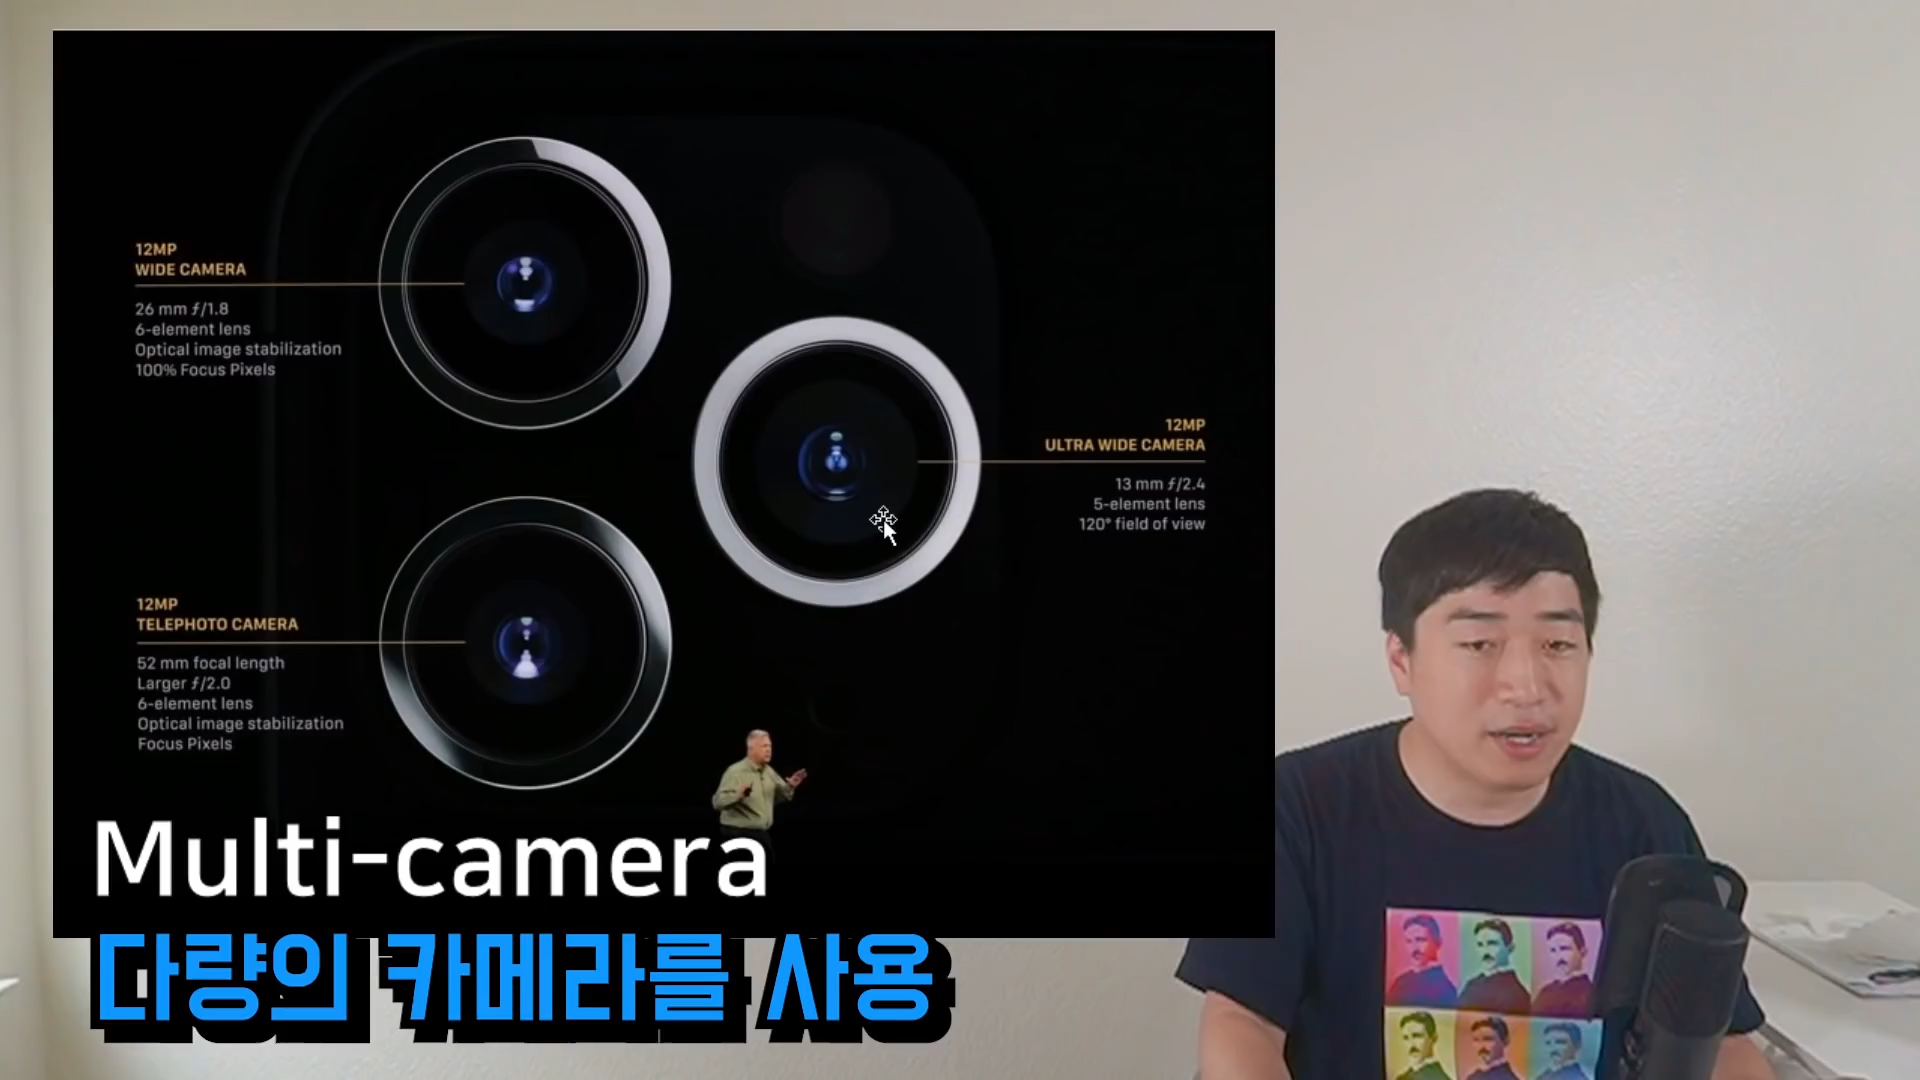 12MP
WIDE CAMERA
26 mm ƒ/1.8
6-element lens
Optical image stabilization
100% Focus Pixels
12MP
ULTRA WIDE CAMERA
13 mm ƒ/2.4
5-element lens
120° field of view
12MP
TELEPHOTO CAMERA
52 mm focal length
Larger ƒ/2.0
6-element lens
Optical image stabilization
Focus Pixels
Multi-camera
다량의 카메라를 사용